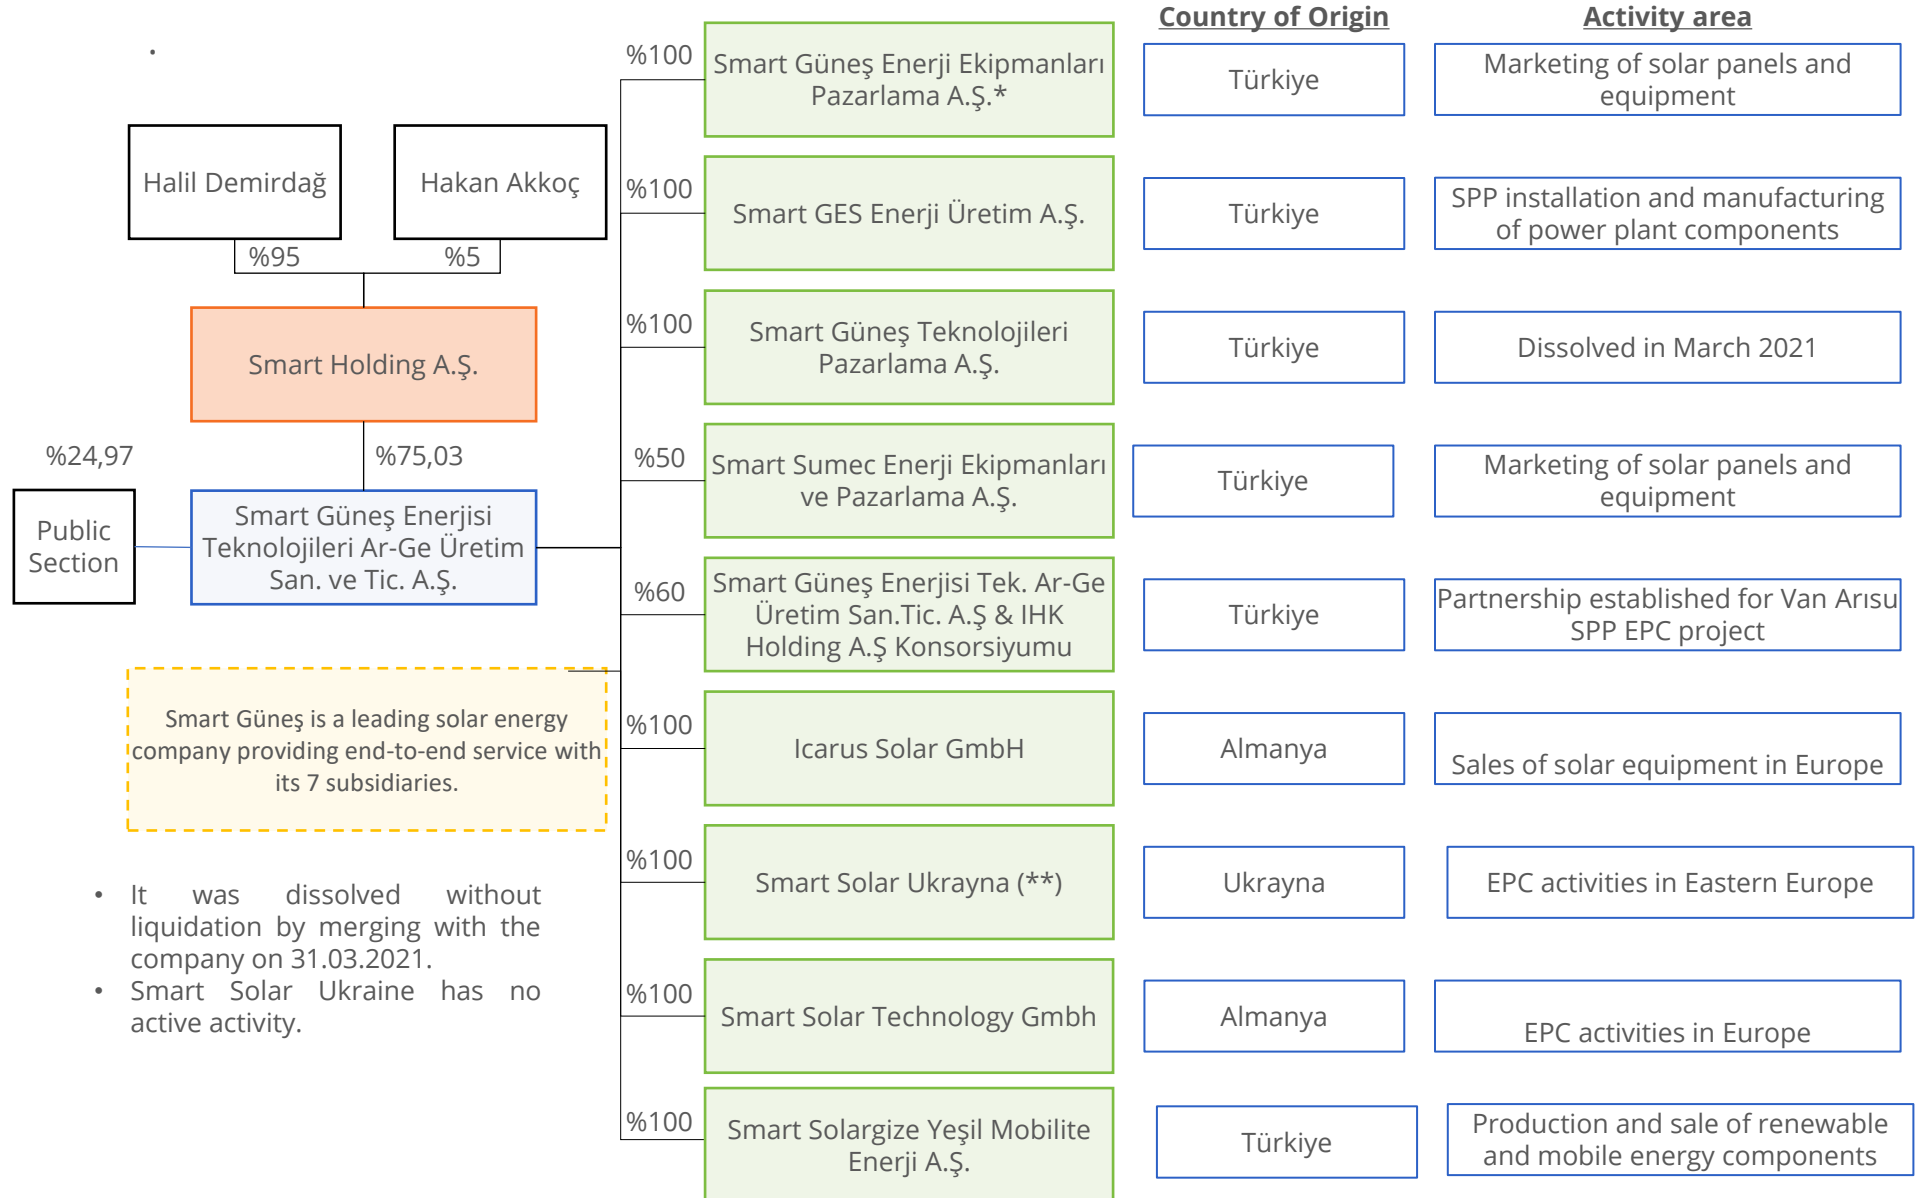 Country of Origin
Activity area
.
Halil Demirdağ
Hakan Akkoç
%95
%5
Smart Holding A.Ş.
%24,97
%75,03
Public
Section
Smart Güneş Enerjisi
Teknolojileri Ar-Ge Üretim
San. ve Tic. A.Ş.
Smart Güneş is a leading solar energy
company providing end-to-end service with
its 7 subsidiaries.
• It was dissolved without
liquidation by merging with the
company on 31.03.2021.
• Smart Solar Ukraine has no
active activity.
%100
Smart Güneş Enerji Ekipmanları
Pazarlama A.Ş.*
Türkiye
Marketing of solar panels and
equipment
%100
Smart GES Enerji Üretim A.Ş.
Türkiye
SPP installation and manufacturing
of power plant components
%100
Smart Güneş Teknolojileri
Pazarlama A.Ş.
Türkiye
Dissolved in March 2021
%50
Smart Sumec Enerji Ekipmanları
ve Pazarlama A.Ş.
Türkiye
Marketing of solar panels and
equipment
%60
Smart Güneş Enerjisi Tek. Ar-Ge
Üretim San.Tic. A.Ş & IHK
Holding A.Ş Konsorsiyumu
Türkiye
Partnership established for Van Arısu
SPP EPC project
%100
Icarus Solar GmbH
Almanya
Sales of solar equipment in Europe
%100
Smart Solar Ukrayna (**)
Ukrayna
EPC activities in Eastern Europe
%100
Smart Solar Technology Gmbh
Almanya
EPC activities in Europe
%100
Smart Solargize Yeşil Mobilite
Enerji A.Ş.
Türkiye
Production and sale of renewable
and mobile energy components